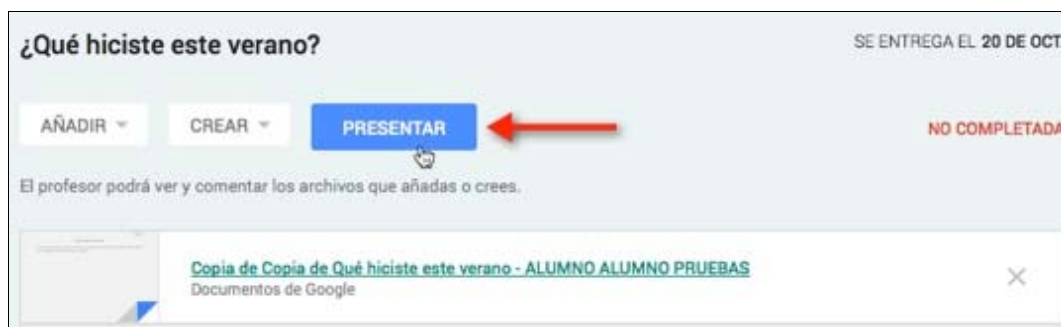 ¿Qué hiciste este verano?
SE ENTREGA EL 20 DE OCT
AÑADIR
CREAR
PRESENTAR
NO COMPLETADA
El profesor podrá ver y comentar los archivos que añadas o crees.
Copia de Copia de Qué hiciste este verano - ALUMNO ALUMNO PRUEBAS
Documentos de Google